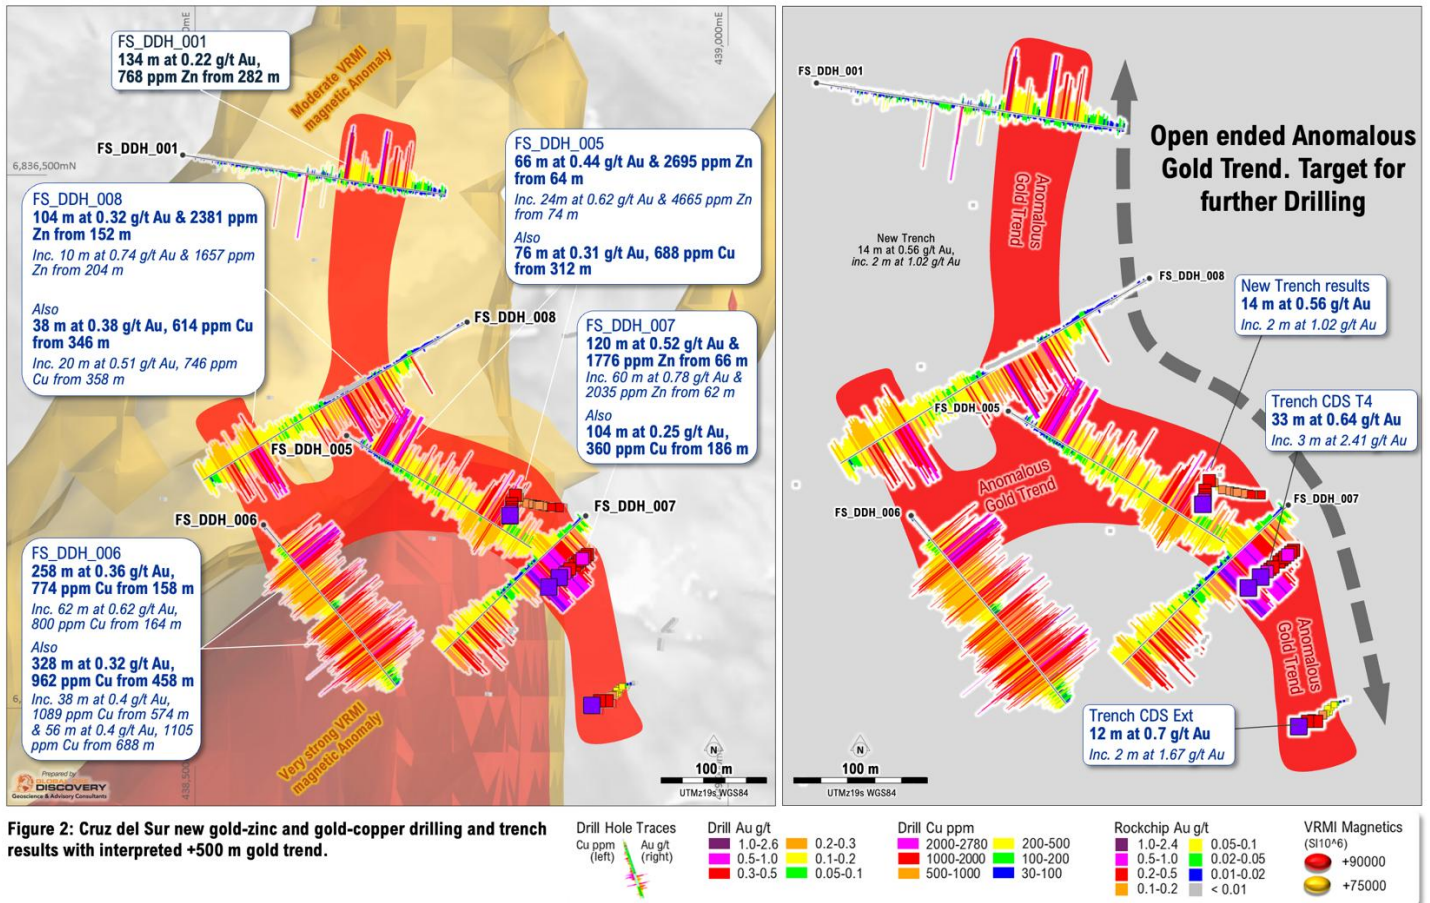 FS_DDH_001
134 m at 0.22 g/t Au,
768 ppm Zn from 282 m
Moderate VRMI
magnetic Anomaly
439,000mE
FS_DDH_001
6,836,500mN
FS_DDH_005
66 m at 0.44 g/t Au & 2695 ppm Zn
from 64 m
Inc. 24m at 0.62 g/t Au & 4665 ppm Zn
from 74 m
Also
76 m at 0.31 g/t Au, 688 ppm Cu
from 312 m
FS_DDH_008
104 m at 0.32 g/t Au & 2381 ppm
Zn from 152 m
Inc. 10 m at 0.74 g/t Au & 1657 ppm
Zn from 204 m
Also
38 m at 0.38 g/t Au, 614 ppm Cu
from 346 m
Inc. 20 m at 0.51 g/t Au, 746 ppm
Cu from 358 m
FS_DDH_008
FS_DDH_007
120 m at 0.52 g/t Au &
1776 ppm Zn from 66 m
Inc. 60 m at 0.78 g/t Au &
2035 ppm Zn from 62 m
Also
104 m at 0.25 g/t Au,
360 ppm Cu from 186 m
FS_DDH_005
FS_DDH_007
FS_DDH_006
FS_DDH_006
258 m at 0.36 g/t Au,
774 ppm Cu from 158 m
Inc. 62 m at 0.62 g/t Au,
800 ppm Cu from 164 m
Also
328 m at 0.32 g/t Au,
962 ppm Cu from 458 m
Inc. 38 m at 0.4 g/t Au,
1089 ppm Cu from 574 m
& 56 m at 0.4 g/t Au, 1105
ppm Cu from 688 m
Very strong VRMI
magnetic Anomaly
Prepared by
DISCOVERY
Geoscience & Advisory Consultants
N
100 m
UTMz19s WGS84
FS_DDH_001
Open ended Anomalous
Gold Trend. Target for
further Drilling
Anomalous
Gold Trend
New Trench
14 m at 0.56 g/t Au,
inc. 2 m at 1.02 g/t Au
FS_DDH_008
New Trench results
14 m at 0.56 g/t Au
Inc. 2 m at 1.02 g/t Au
FS_DDH_005
Trench CDS T4
33 m at 0.64 g/t Au
Inc. 3 m at 2.41 g/t Au
Anomalous
Gold Trend
FS_DDH_007
FS_DDH_006
Anomalous
Gold Trend
Trench CDS Ext
12 m at 0.7 g/t Au
Inc. 2 m at 1.67 g/t Au
N
100 m
UTMz19s WGS84
Figure 2: Cruz del Sur new gold-zinc and gold-copper drilling and trench
results with interpreted +500 m gold trend.
Drill Hole Traces
Cu ppm
(left)
Au g/t
(right)
Drill Au g/t
1.0-2.6
0.5-1.0
0.3-0.5
0.2-0.3
0.1-0.2
0.05-0.1
Drill Cu ppm
2000-2780
1000-2000
500-1000
200-500
100-200
30-100
Rockchip Au g/t
1.0-2.4
0.5-1.0
0.2-0.5
0.1-0.2
0.05-0.1
0.02-0.05
0.01-0.02
< 0.01
VRMI Magnetics
(SI10^6)
+90000
+75000